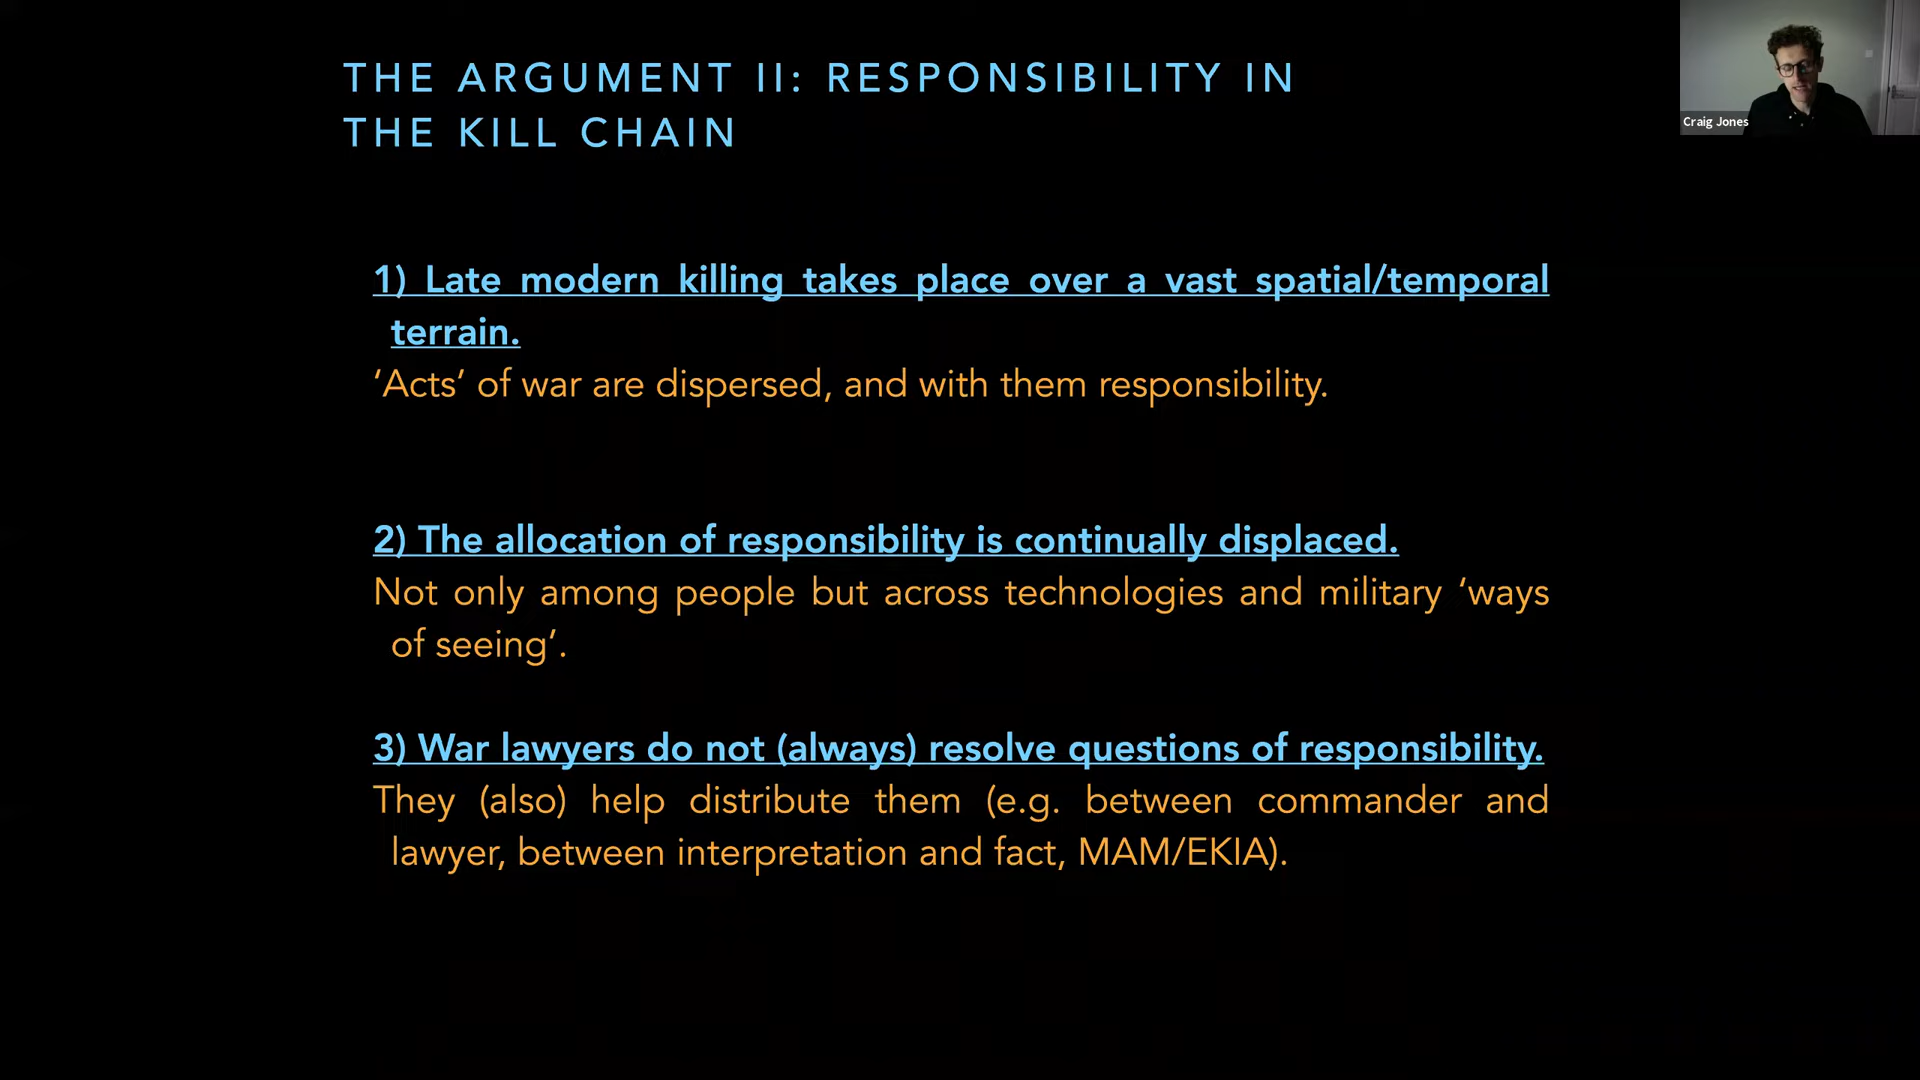 THE ARGUMENT II: RESPONSIBILITY IN
THE KILL CHAIN
Craig Jones
1) Late modern killing takes place over a vast spatial/temporal
terrain.
‘Acts’ of war are dispersed, and with them responsibility.
2) The allocation of responsibility is continually displaced.
Not only among people but across technologies and military ‘ways
of seeing’.
3) War lawyers do not (always) resolve questions of responsibility.
They (also) help distribute them (e.g. between commander and
lawyer, between interpretation and fact, MAM/EKIA).